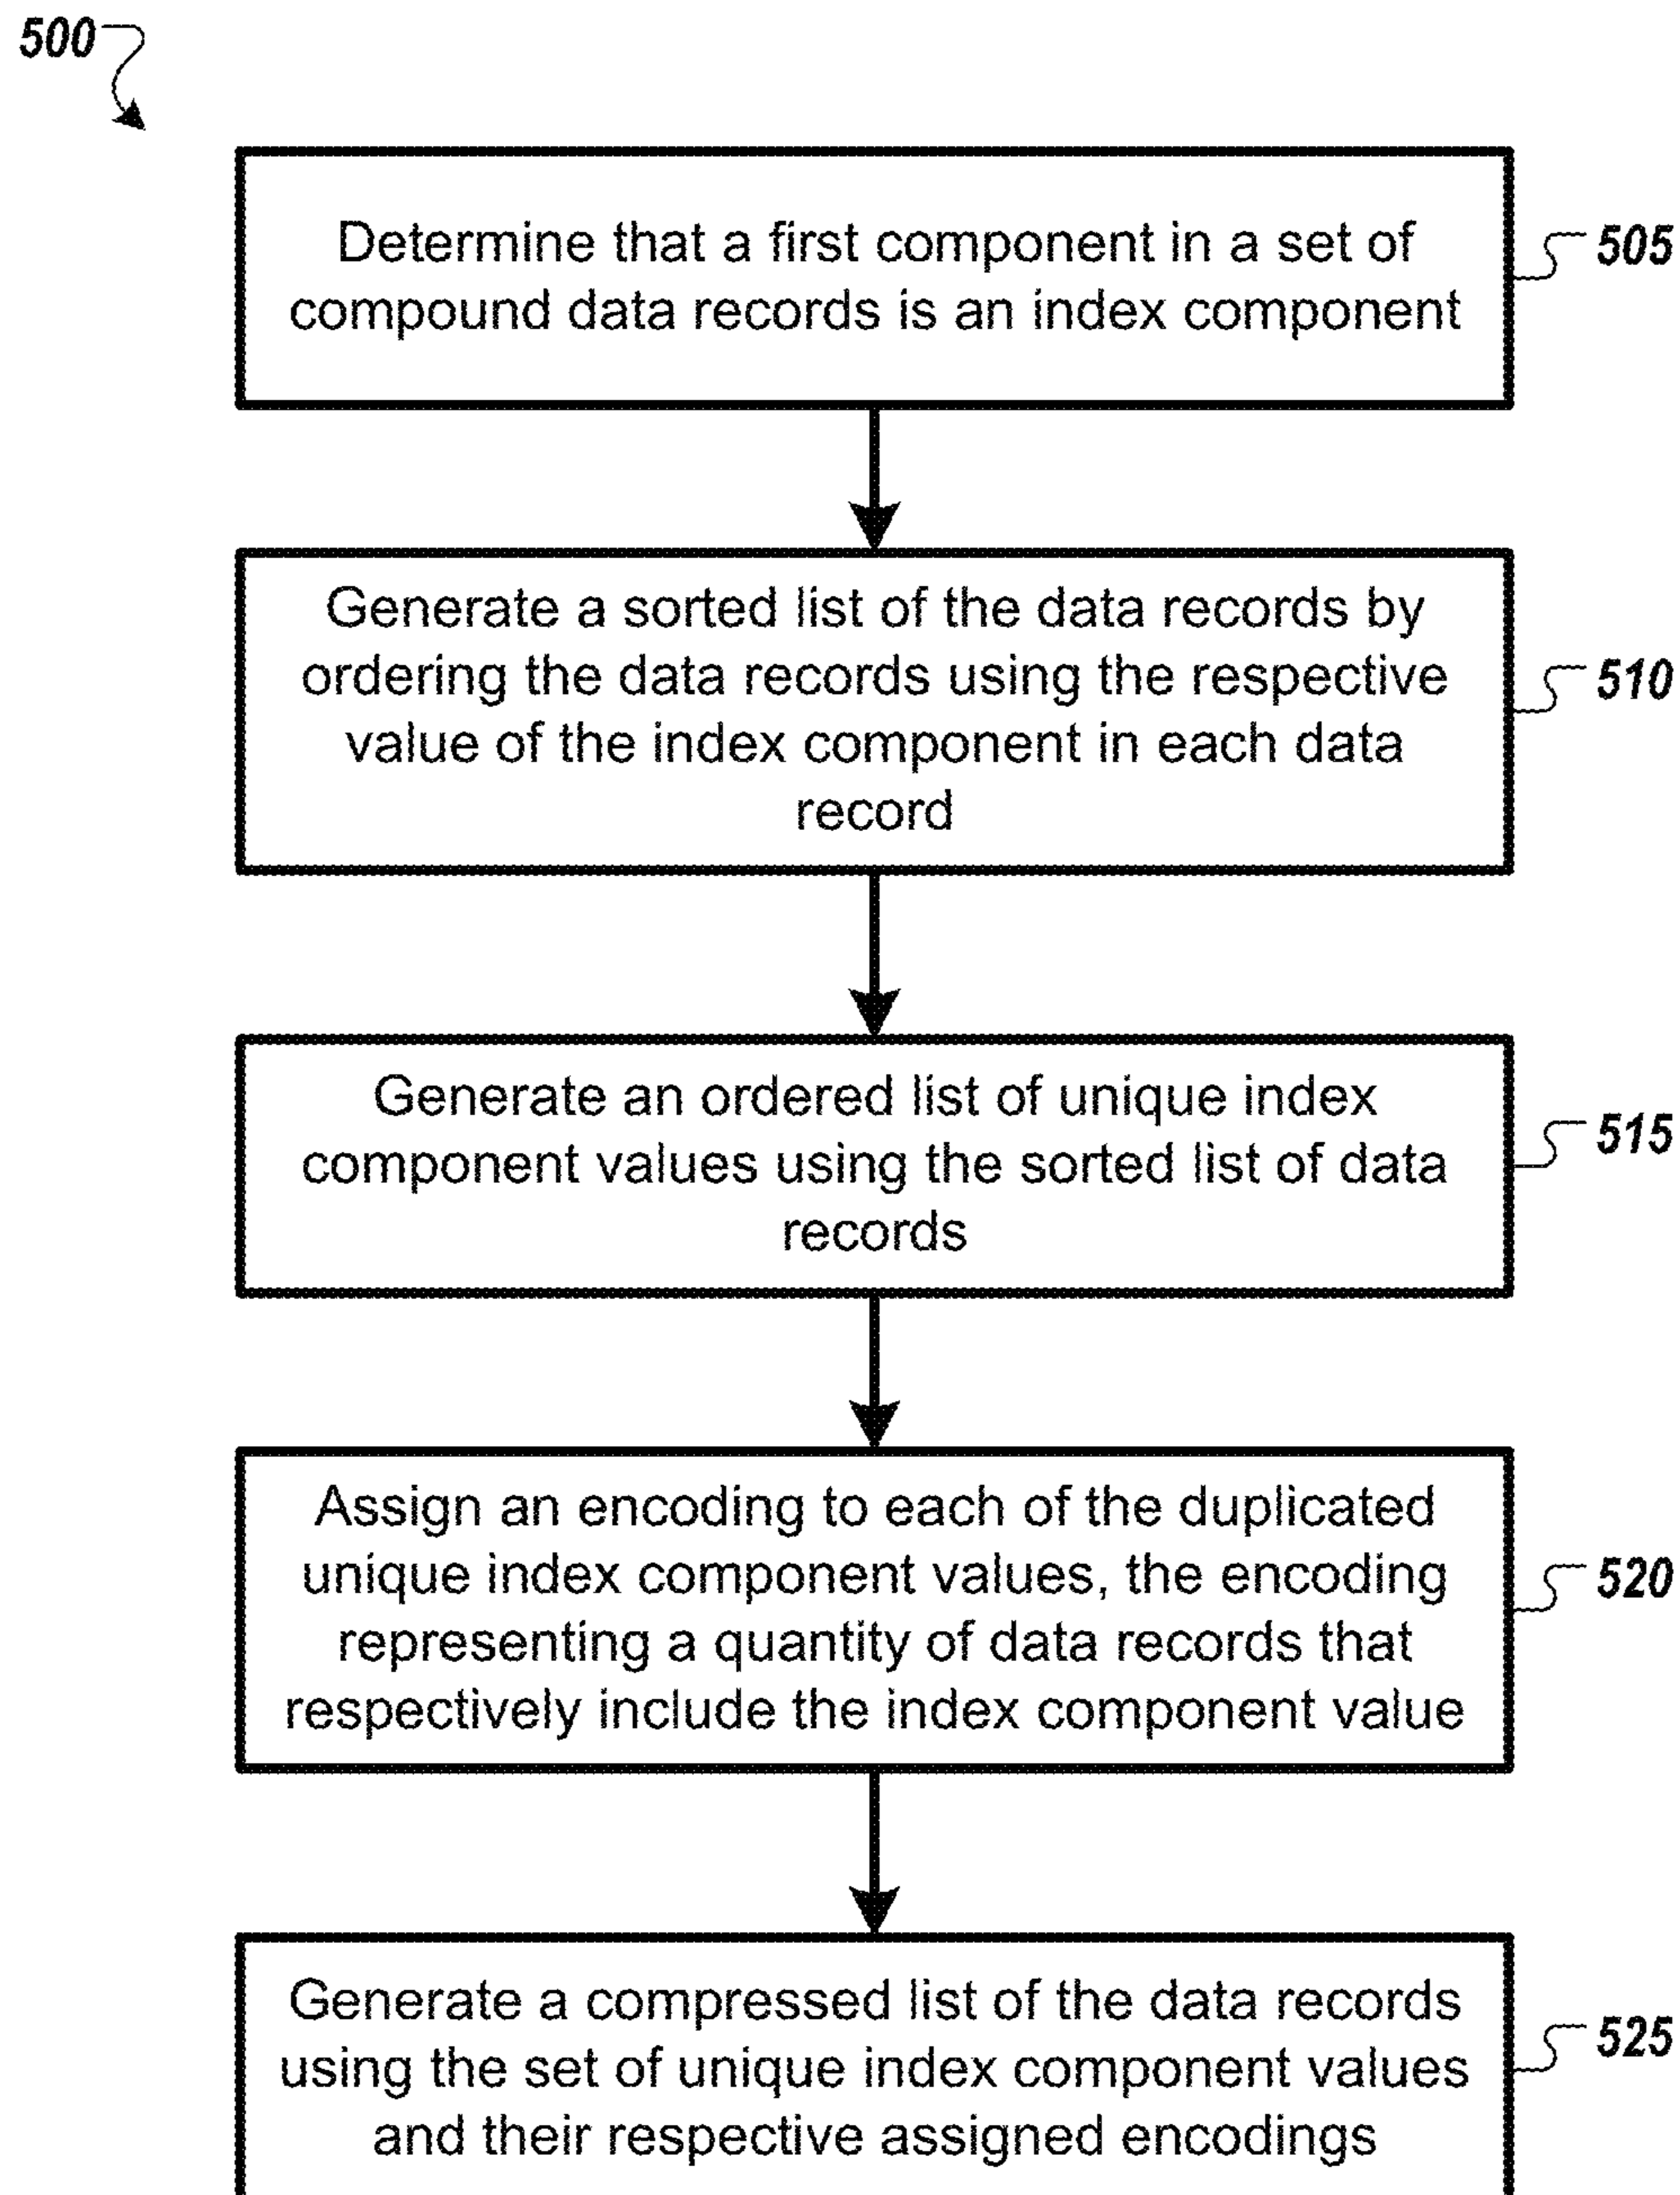 500
Determine that a first component in a set of
compound data records is an index component
505
Generate a sorted list of the data records by
ordering the data records using the respective
value of the index component in each data
record
510
Generate an ordered list of unique index
component values using the sorted list of data
records
515
Assign an encoding to each of the duplicated
unique index component values, the encoding
representing a quantity of data records that
respectively include the index component value
520
Generate a compressed list of the data records
using the set of unique index component values
and their respective assigned encodings
525